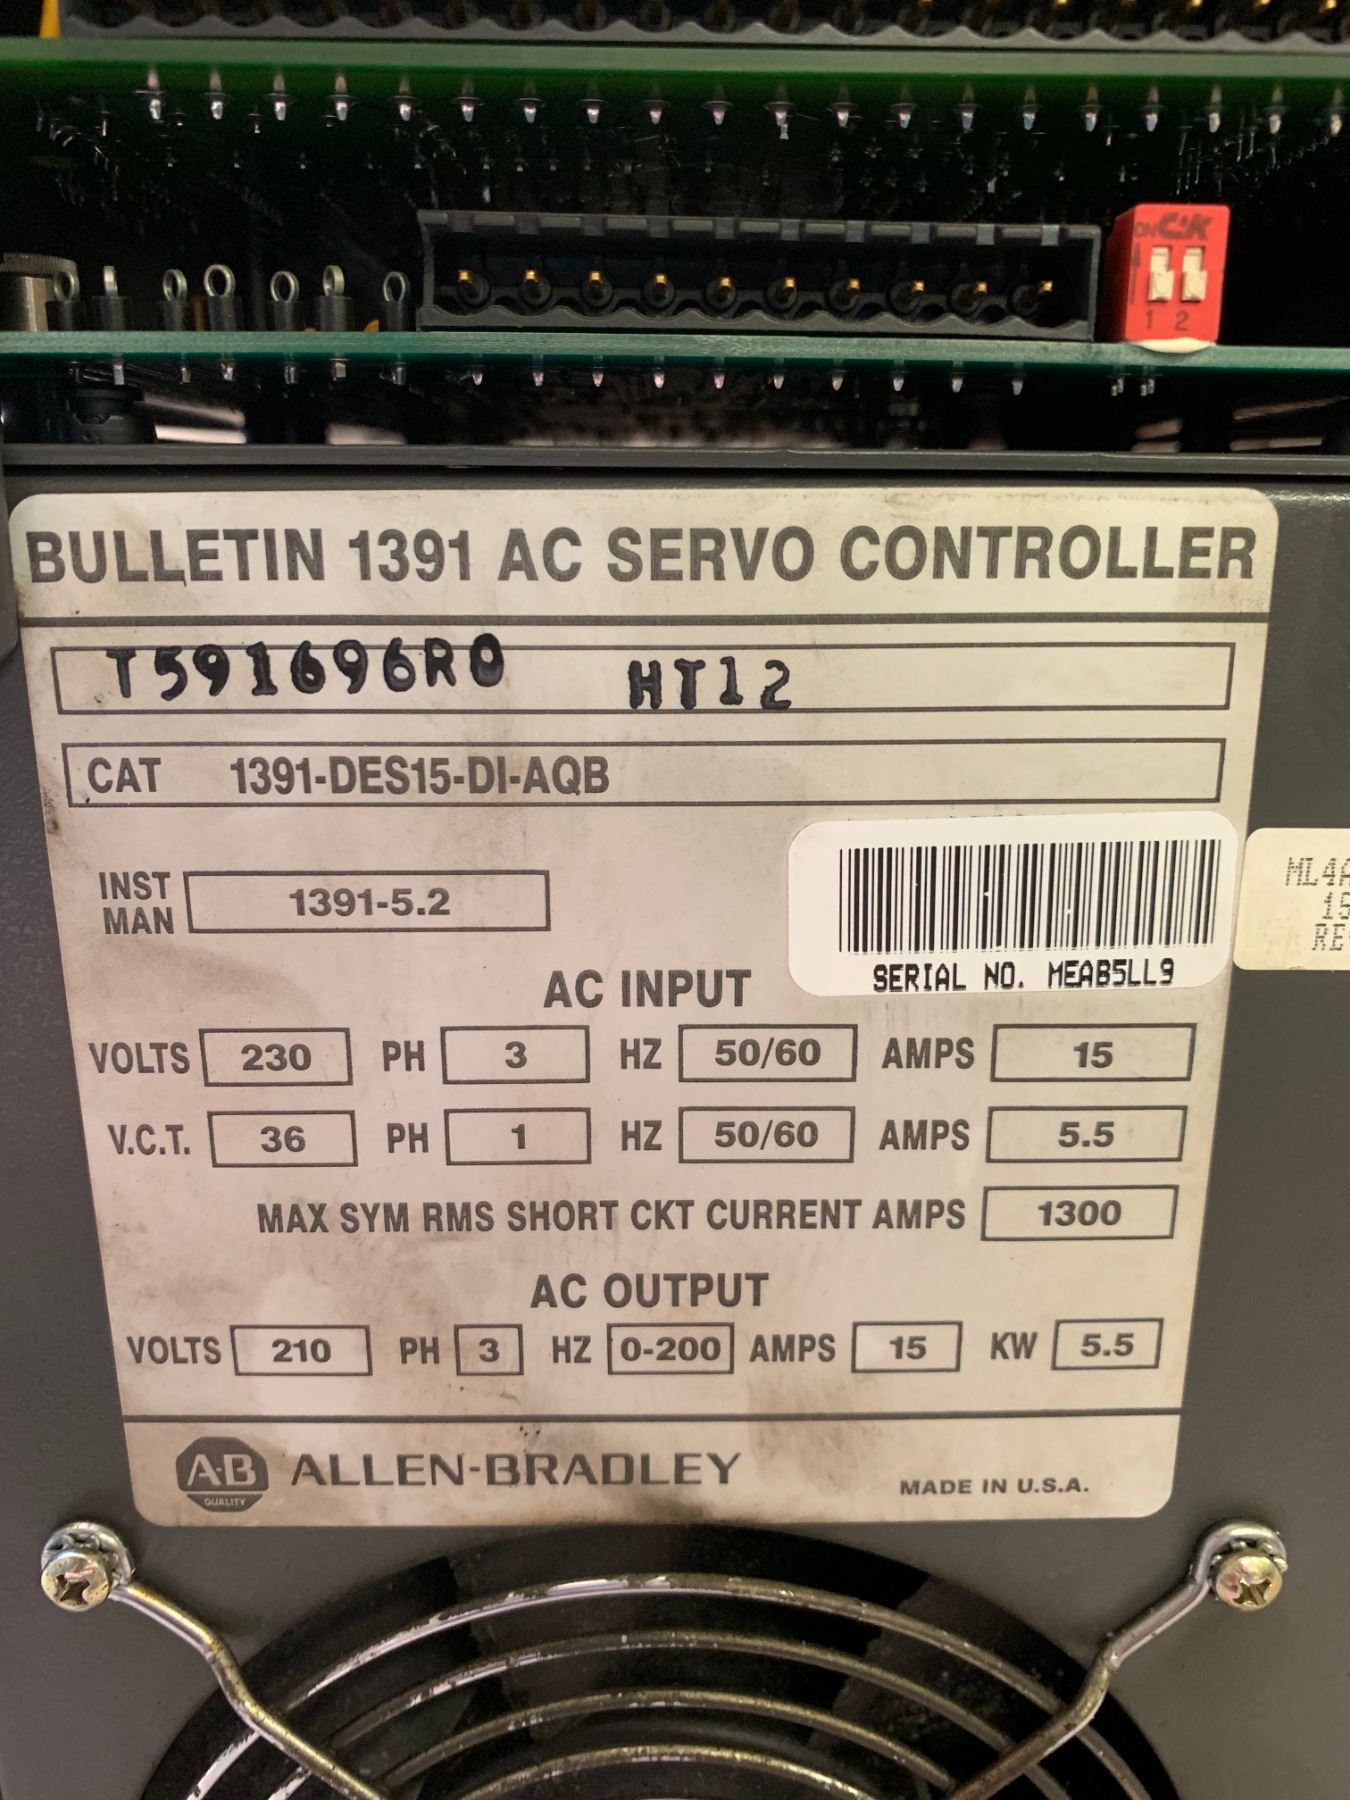 ON C&K
1 2
BULLETIN 1391 AC SERVO CONTROLLER
T591696R0 HT12
CAT 1391-DES15-DI-AQB
INST MAN 1391-5.2
SERIAL NO. MEAB5LL9
ML4A
15
RE
AC INPUT
VOLTS 230 PH 3 HZ 50/60 AMPS 15
V.C.T. 36 PH 1 HZ 50/60 AMPS 5.5
MAX SYM RMS SHORT CKT CURRENT AMPS 1300
AC OUTPUT
VOLTS 210 PH 3 HZ 0-200 AMPS 15 KW 5.5
A-B QUALITY ALLEN-BRADLEY MADE IN U.S.A.